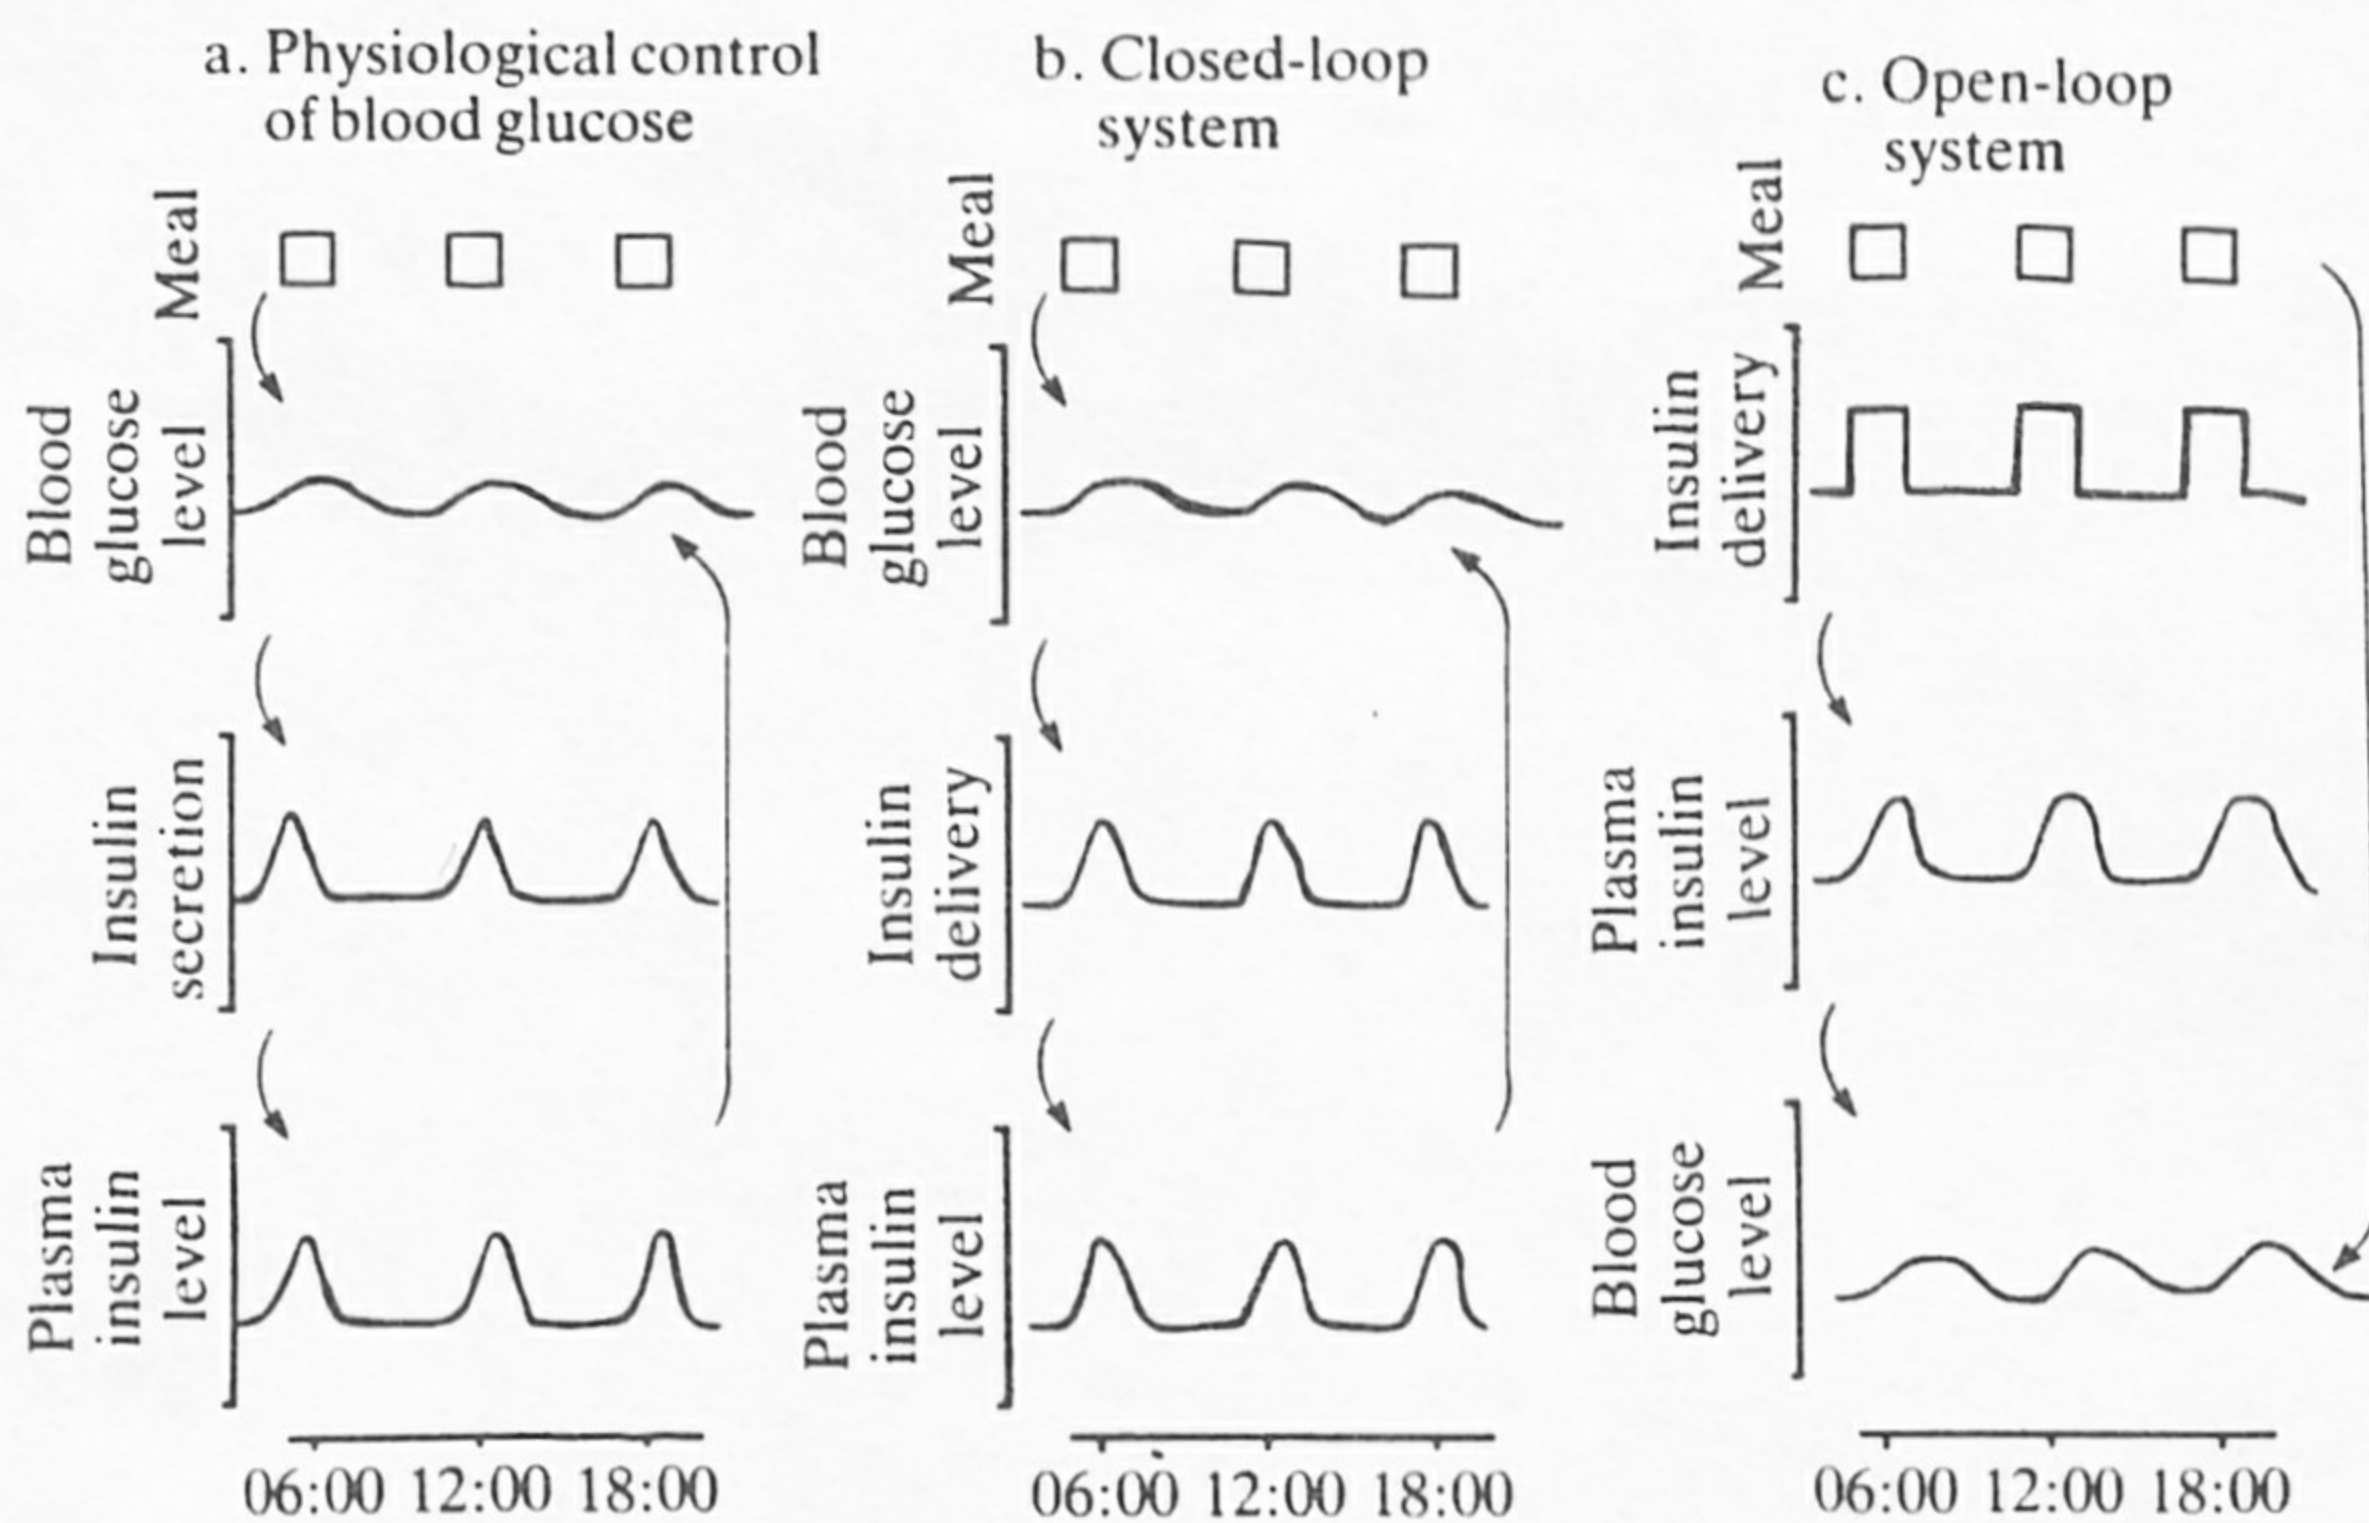 a. Physiological control
of blood glucose
Meal
Blood
glucose
level
Insulin
secretion
Plasma
insulin
level
06:00 12:00 18:00
b. Closed-loop
system
Meal
Blood
glucose
level
Insulin
delivery
Plasma
insulin
level
06:00 12:00 18:00
c. Open-loop
system
Meal
Insulin
delivery
Plasma
insulin
level
Blood
glucose
level
06:00 12:00 18:00